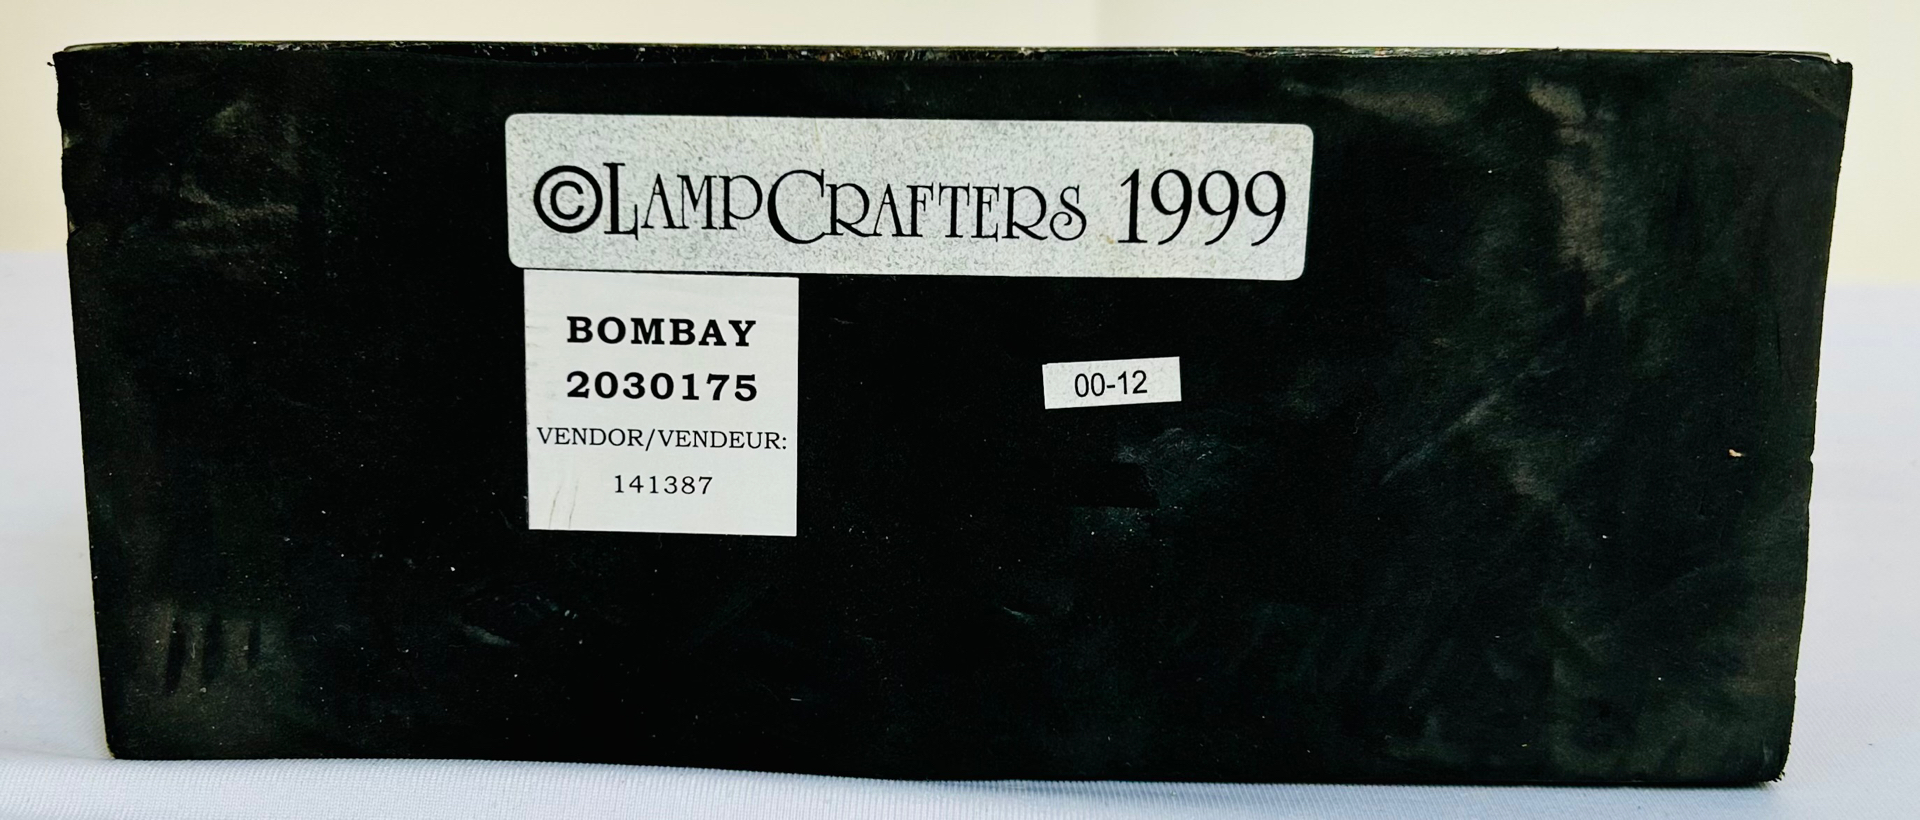 ©LAMPCRAFTERS 1999
BOMBAY
2030175
VENDOR/VENDEUR:
141387
00-12